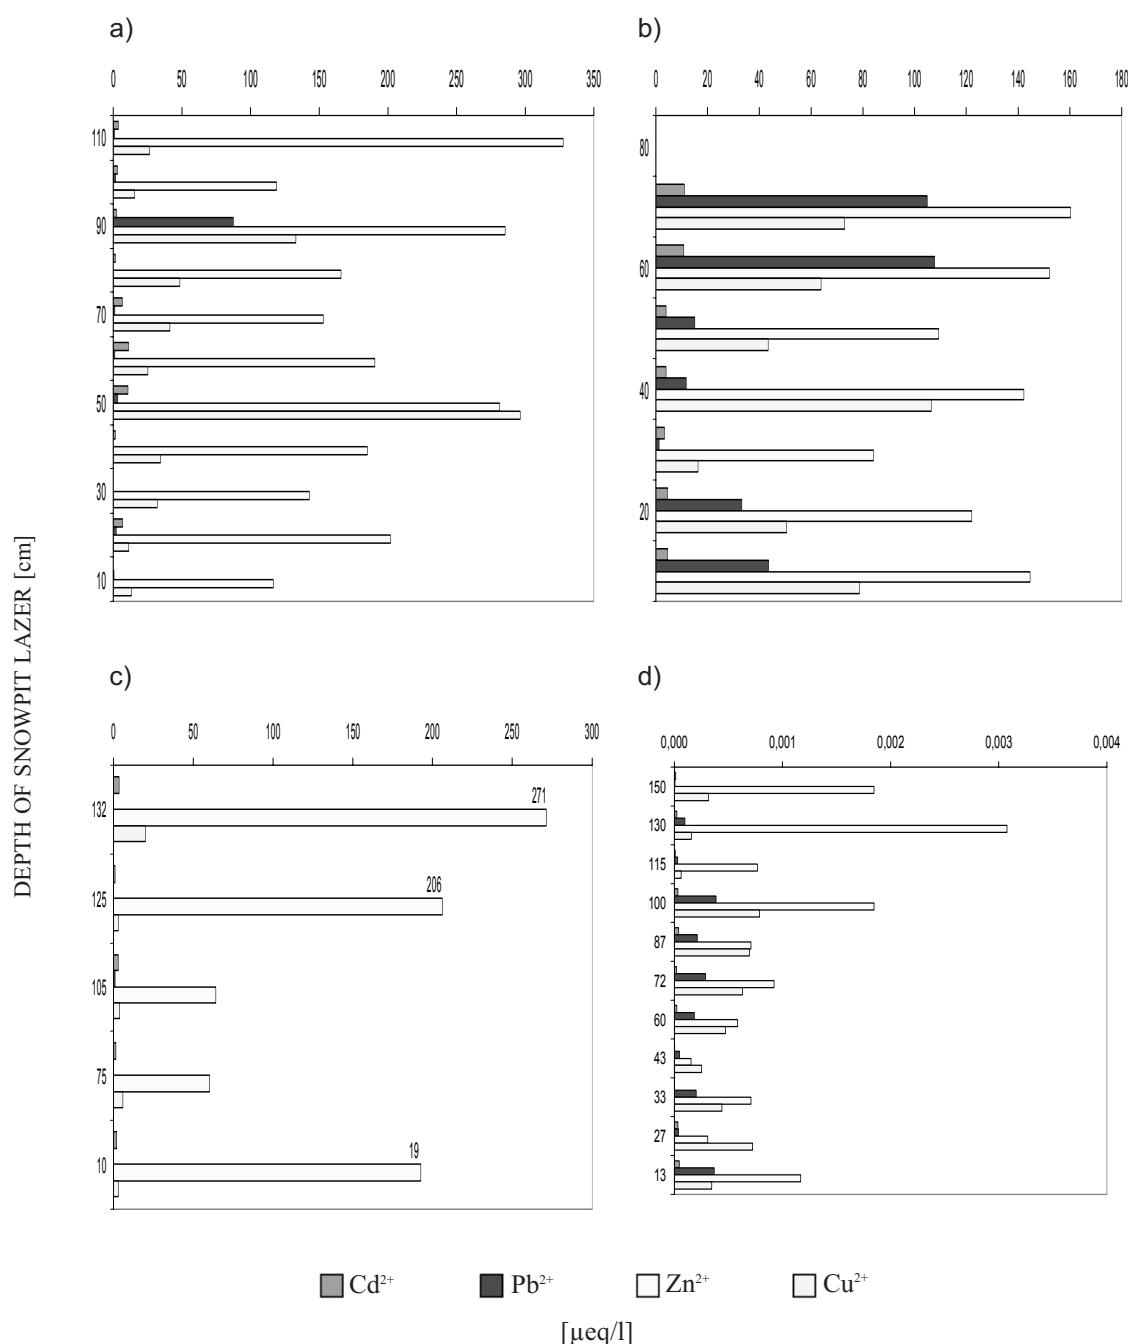 a)
0 50 100 150 200 250 300 350
110
90
70
50
30
10
b)
0 20 40 60 80 100 120 140 160 180
80
60
40
20
DEPTH OF SNOWPIT LAZER [cm]
c)
0 50 100 150 200 250 300
132
271
125
206
105
75
10
19
d)
0,000 0,001 0,002 0,003 0,004
150
130
115
100
87
72
60
43
33
27
13
Cd²⁺ Pb²⁺ Zn²⁺ Cu²⁺
[µeq/l]